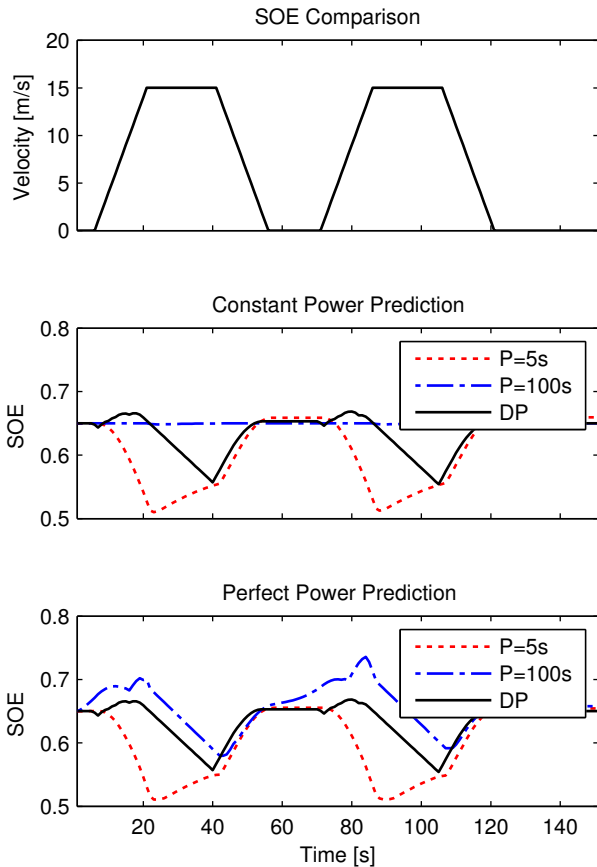 SOE Comparison
Velocity [m/s]
20
15
10
5
0
Constant Power Prediction
SOE
0.8
0.7
0.6
0.5
P=5s
P=100s
DP
Perfect Power Prediction
SOE
0.8
0.7
0.6
0.5
P=5s
P=100s
DP
20 40 60 80 100 120 140
Time [s]